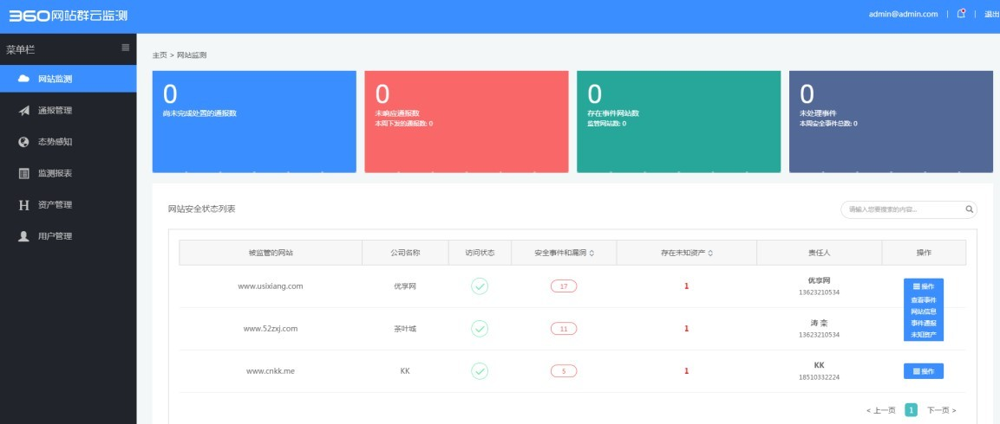 360网站群云监测
admin@admin.com | | 退出
菜单栏
网站监测
通报管理
态势感知
监测报表
资产管理
用户管理
主页 > 网站监测
0
尚未完成处置的通报数
0
未响应通报数
本周下发的通报数: 0
0
存在事件网站数
监管网站数: 0
0
未处理事件
本周安全事件总数: 0
网站安全状态列表
请输入您要搜索的内容...
被监管的网站 公司名称 访问状态 安全事件和漏洞 存在未知资产 责任人 操作
www.usixiang.com 优享网 17 1 优享网 13623210534 操作
查看事件
网站信息
事件通报
未知资产
www.52zxj.com 茶叶城 11 1 涛 栾 13623210534
www.cnkk.me KK 5 1 KK 18510332224 操作
< 上一页 1 下一页 >